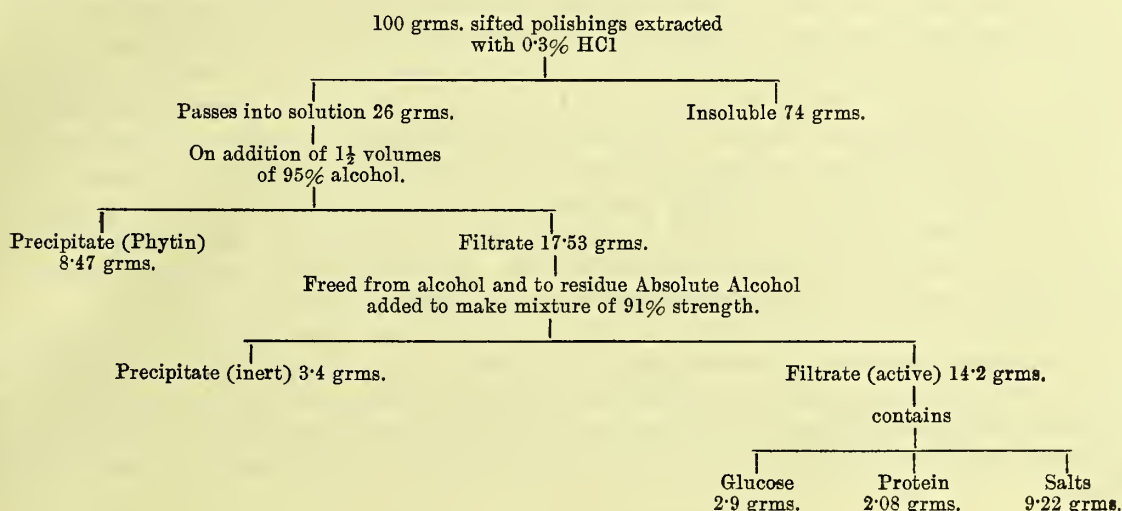 100 grms. sifted polishings extracted
with 0·3% HCl
Passes into solution 26 grms.
Insoluble 74 grms.
On addition of 1½ volumes
of 95% alcohol.
Precipitate (Phytin)
8·47 grms.
Filtrate 17·53 grms.
Freed from alcohol and to residue Absolute Alcohol
added to make mixture of 91% strength.
Precipitate (inert) 3·4 grms.
Filtrate (active) 14·2 grms.
contains
Glucose
2·9 grms.
Protein
2·08 grms.
Salts
9·22 grms.